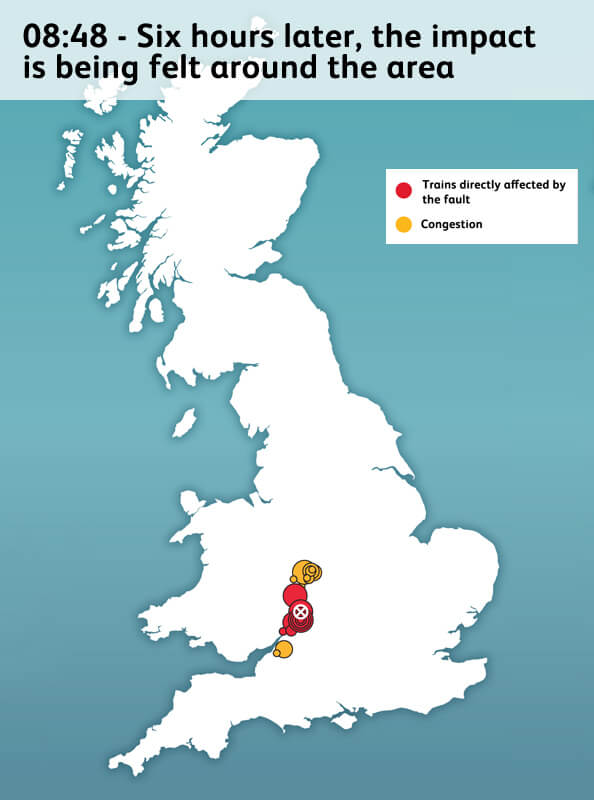 08:48 - Six hours later, the impact
is being felt around the area
Trains directly affected by
the fault
Congestion